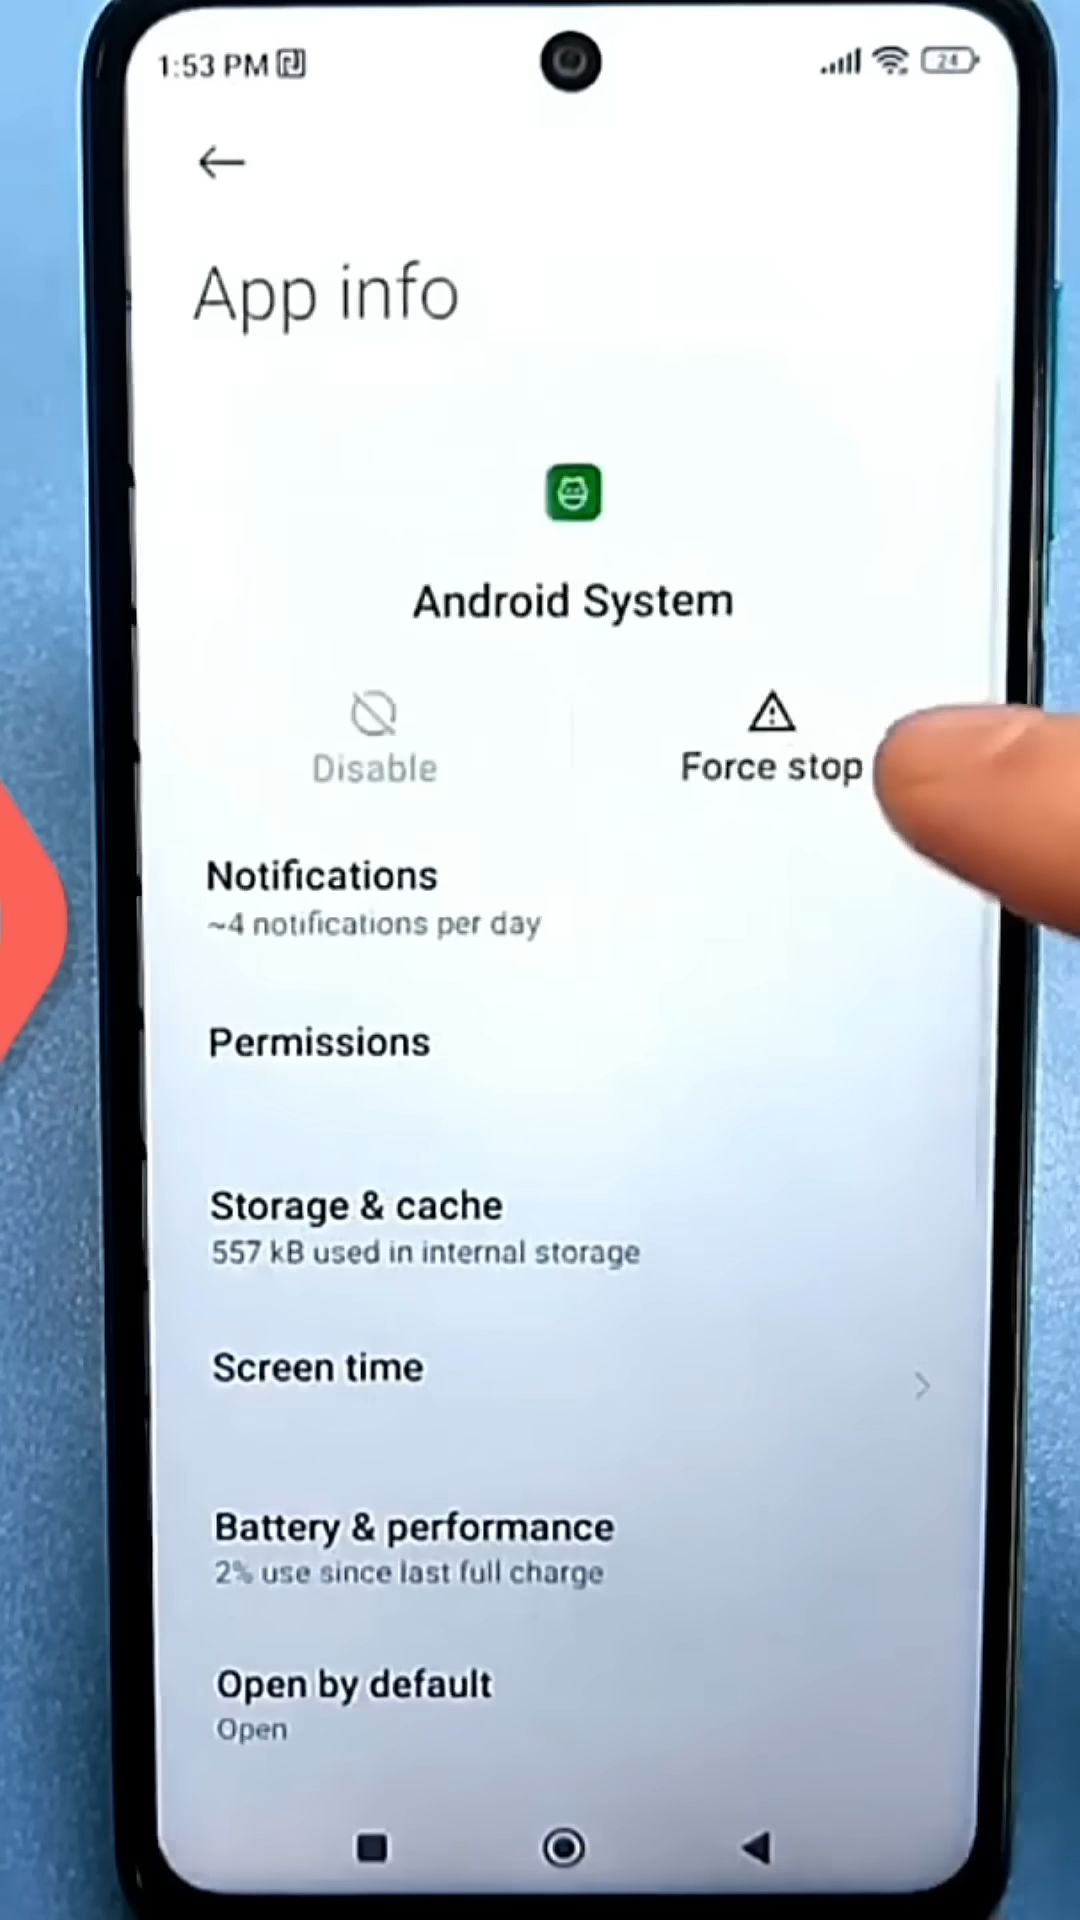 1:53 PM
24
App info
Android System
Disable
Force stop
Notifications
~4 notifications per day
Permissions
Storage & cache
557 kB used in internal storage
Screen time
Battery & performance
2% use since last full charge
Open by default
Open